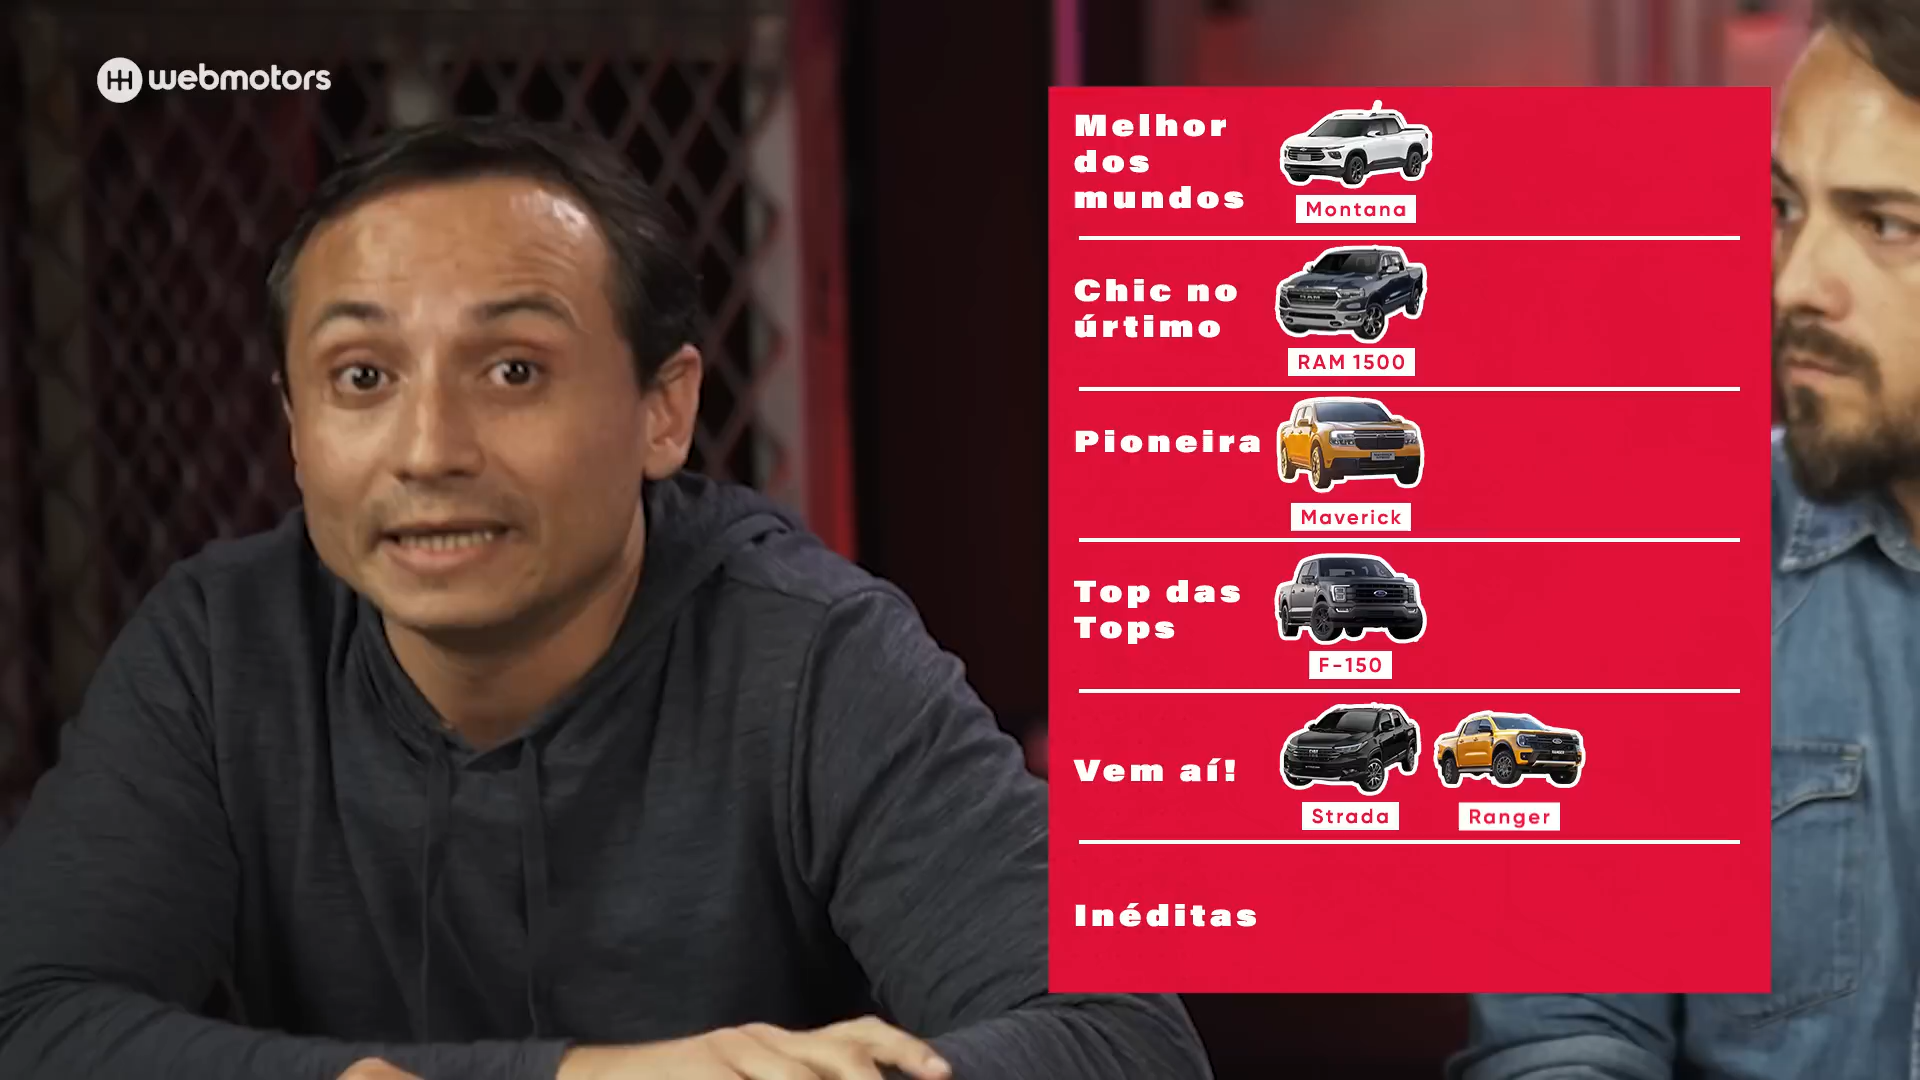 webmotors
Melhor
dos
mundos
Montana
Chic no
úrtimo
RAM 1500
Pioneira
Maverick
Top das
Tops
F-150
Vem aí!
Strada
Ranger
Inéditas